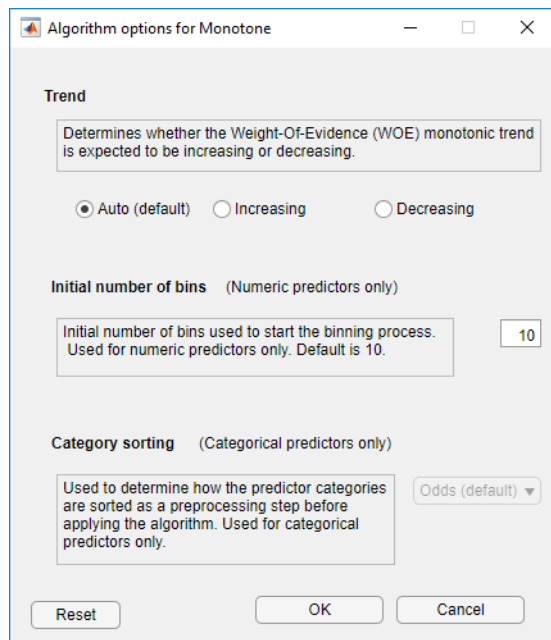 Algorithm options for Monotone
Trend
Determines whether the Weight-Of-Evidence (WOE) monotonic trend
is expected to be increasing or decreasing.
Auto (default) Increasing Decreasing
Initial number of bins (Numeric predictors only)
Initial number of bins used to start the binning process.
Used for numeric predictors only. Default is 10.
10
Category sorting (Categorical predictors only)
Used to determine how the predictor categories
are sorted as a preprocessing step before
applying the algorithm. Used for categorical
predictors only.
Odds (default)
Reset OK Cancel